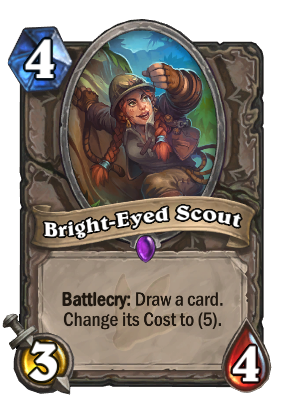 4
Bright-Eyed Scout
Battlecry: Draw a card.
Change its Cost to (5).
3
4